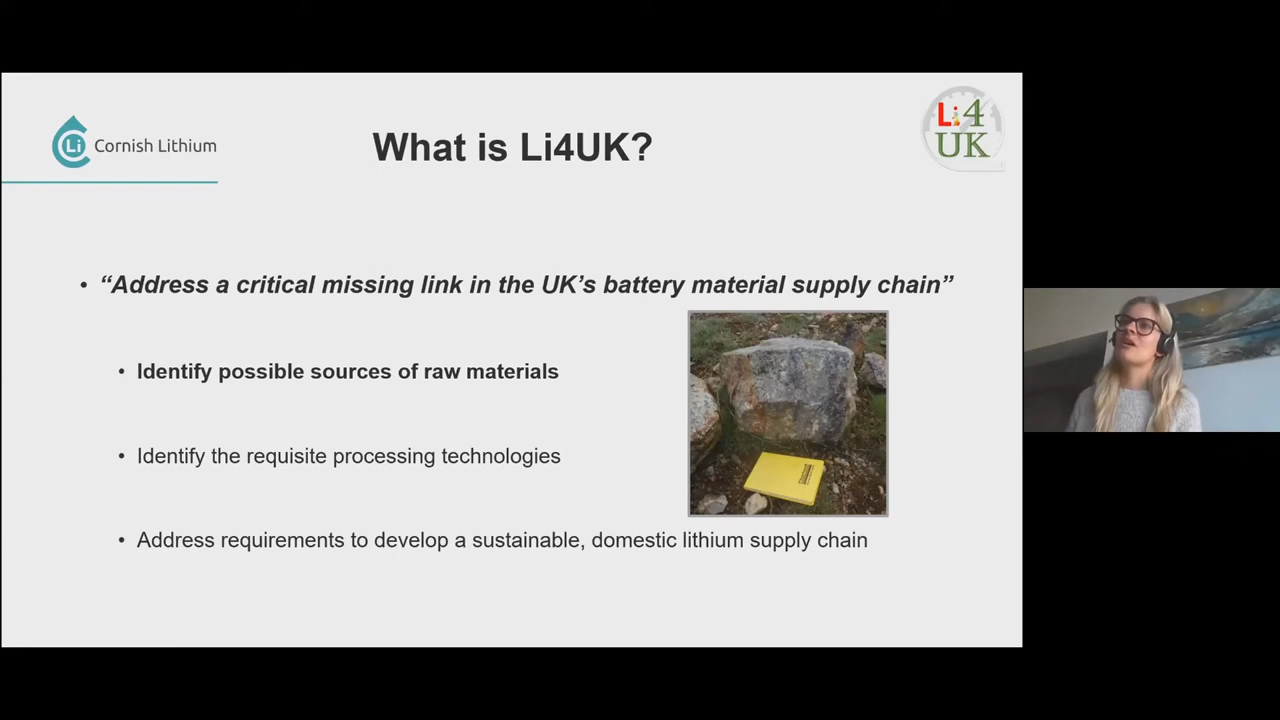 Li
Cornish Lithium
What is Li4UK?
Li4
UK
• “Address a critical missing link in the UK’s battery material supply chain”
• Identify possible sources of raw materials
• Identify the requisite processing technologies
• Address requirements to develop a sustainable, domestic lithium supply chain